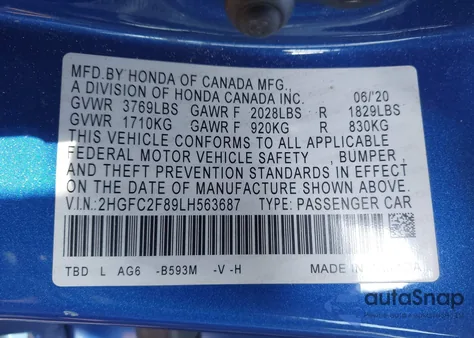 MFD.BY HONDA OF CANADA MFG.,
A DIVISION OF HONDA CANADA INC. 06/'20
GVWR 3769LBS GAWR F 2028LBS R 1829LBS
GVWR 1710KG GAWR F 920KG R 830KG
THIS VEHICLE CONFORMS TO ALL APPLICABLE
FEDERAL MOTOR VEHICLE SAFETY , BUMPER ,
AND THEFT PREVENTION STANDARDS IN EFFECT
ON THE DATE OF MANUFACTURE SHOWN ABOVE.
V.I.N.:2HGFC2F89LH563687 TYPE: PASSENGER CAR
TBD L AG6 -B593M -V -H MADE IN
autoSnap